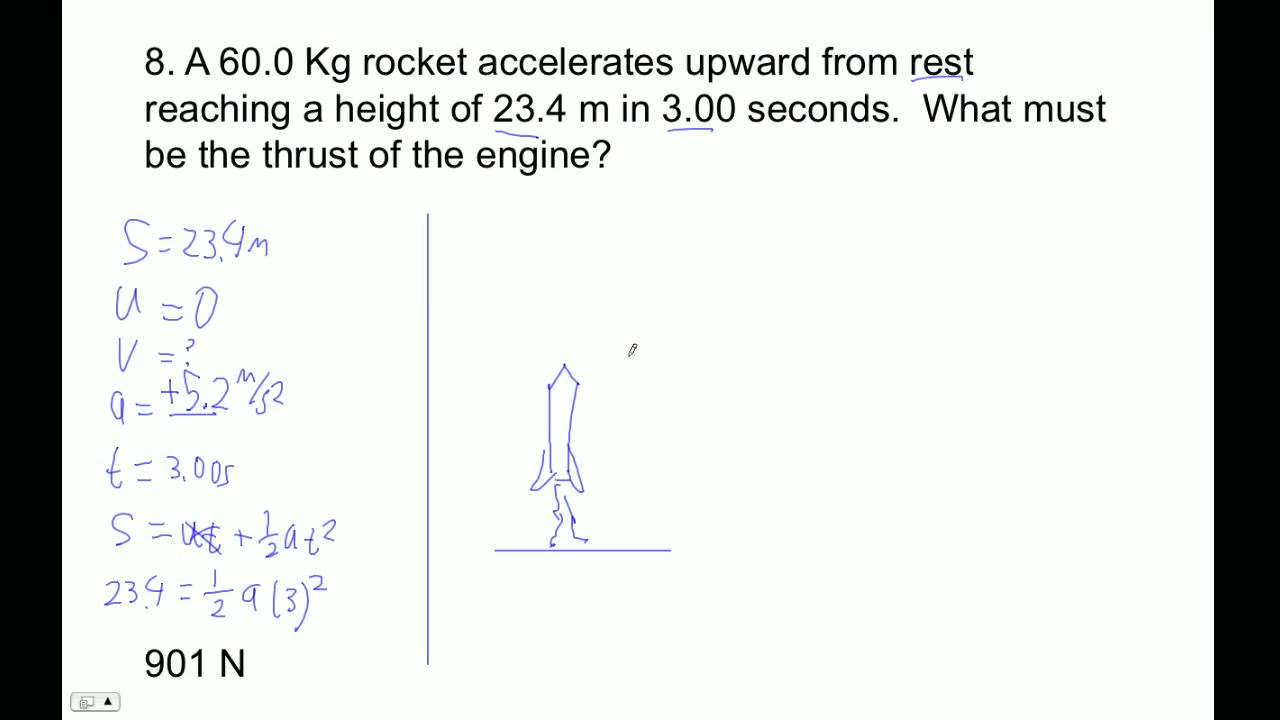 8. A 60.0 Kg rocket accelerates upward from rest
reaching a height of 23.4 m in 3.00 seconds. What must
be the thrust of the engine?
S = 23.4m
u = 0
V = ?
a = +5.2 m/s2
t = 3.00s
S = ut + 1/2 at²
23.4 = 1/2 a (3)²
901 N